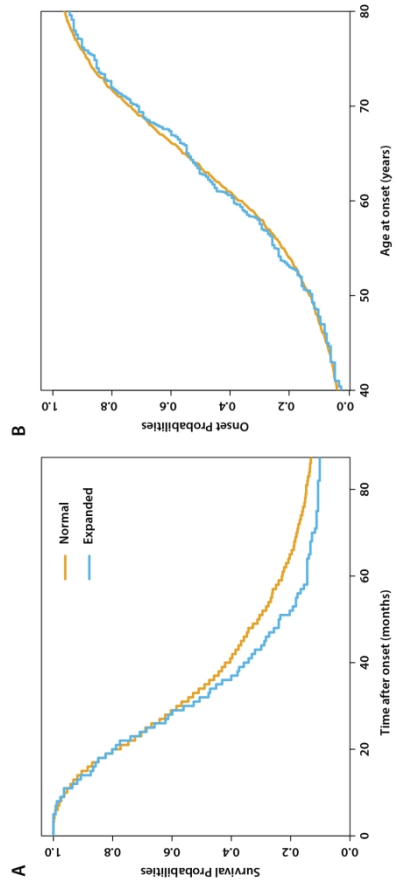 A
Survival Probabilities
1.0
0.8
0.6
0.4
0.2
0.0
Normal
Expanded
0 20 40 60 80
Time after onset (months)
B
Onset Probabilities
1.0
0.8
0.6
0.4
0.2
0.0
40 50 60 70 80
Age at onset (years)